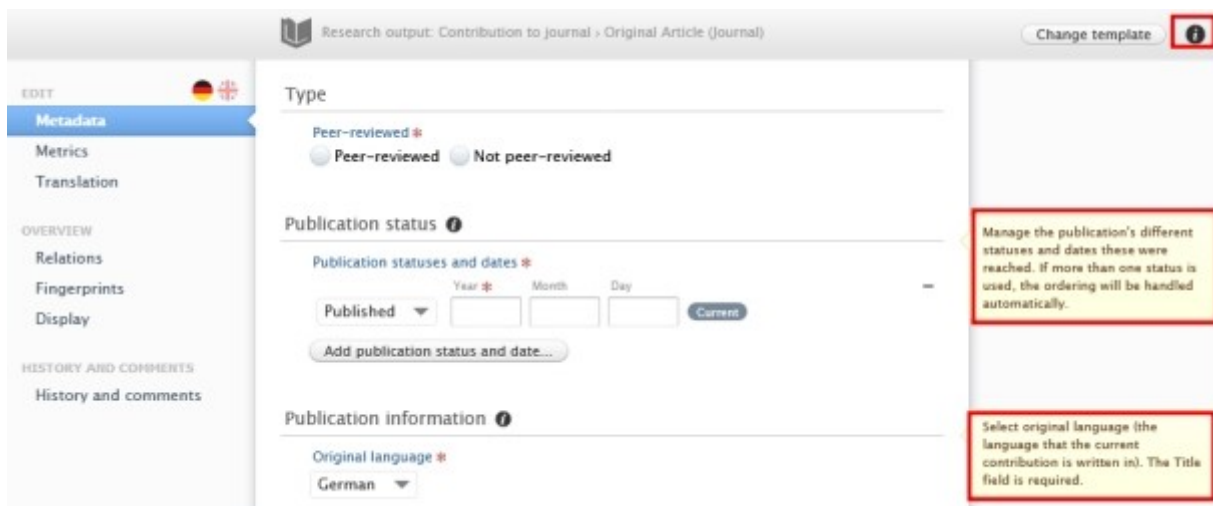 Research output: Contribution to journal › Original Article (Journal)
Change template
EDIT
Metadata
Metrics
Translation
OVERVIEW
Relations
Fingerprints
Display
HISTORY AND COMMENTS
History and comments
Type
Peer-reviewed *
Peer-reviewed Not peer-reviewed
Publication status
Publication statuses and dates *
Year * Month Day
Published Current
Add publication status and date...
Publication information
Original language *
German
Manage the publication's different
statuses and dates these were
reached. If more than one status is
used, the ordering will be handled
automatically.
Select original language (the
language that the current
contribution is written in). The Title
field is required.